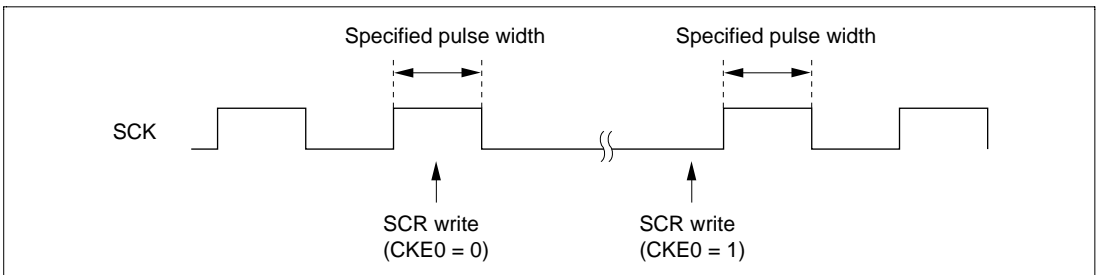 Specified pulse width
Specified pulse width
SCK
SCR write
(CKE0 = 0)
SCR write
(CKE0 = 1)